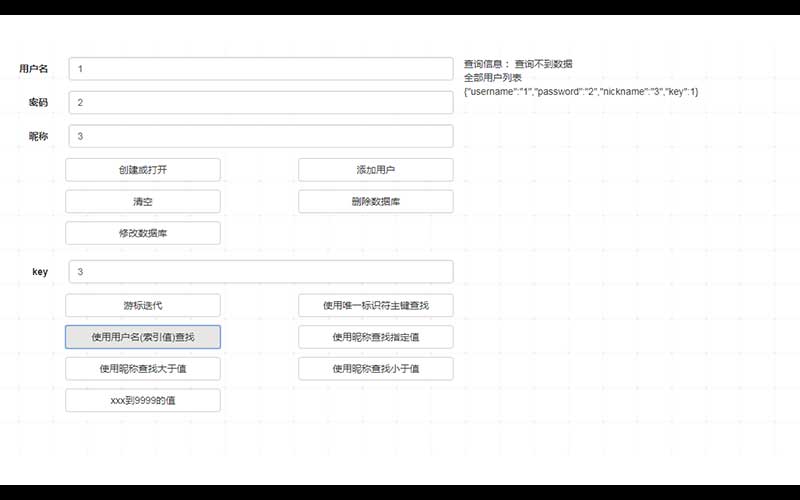 用户名 1
密码 2
昵称 3
创建或打开 添加用户
清空 删除数据库
修改数据库
key 3
游标迭代 使用唯一标识符主键查找
使用用户名(索引值)查找 使用昵称查找指定值
使用昵称查找大于值 使用昵称查找小于值
xxx到9999的值
查询信息： 查询不到数据
全部用户列表
{"username":"1","password":"2","nickname":"3","key":1}